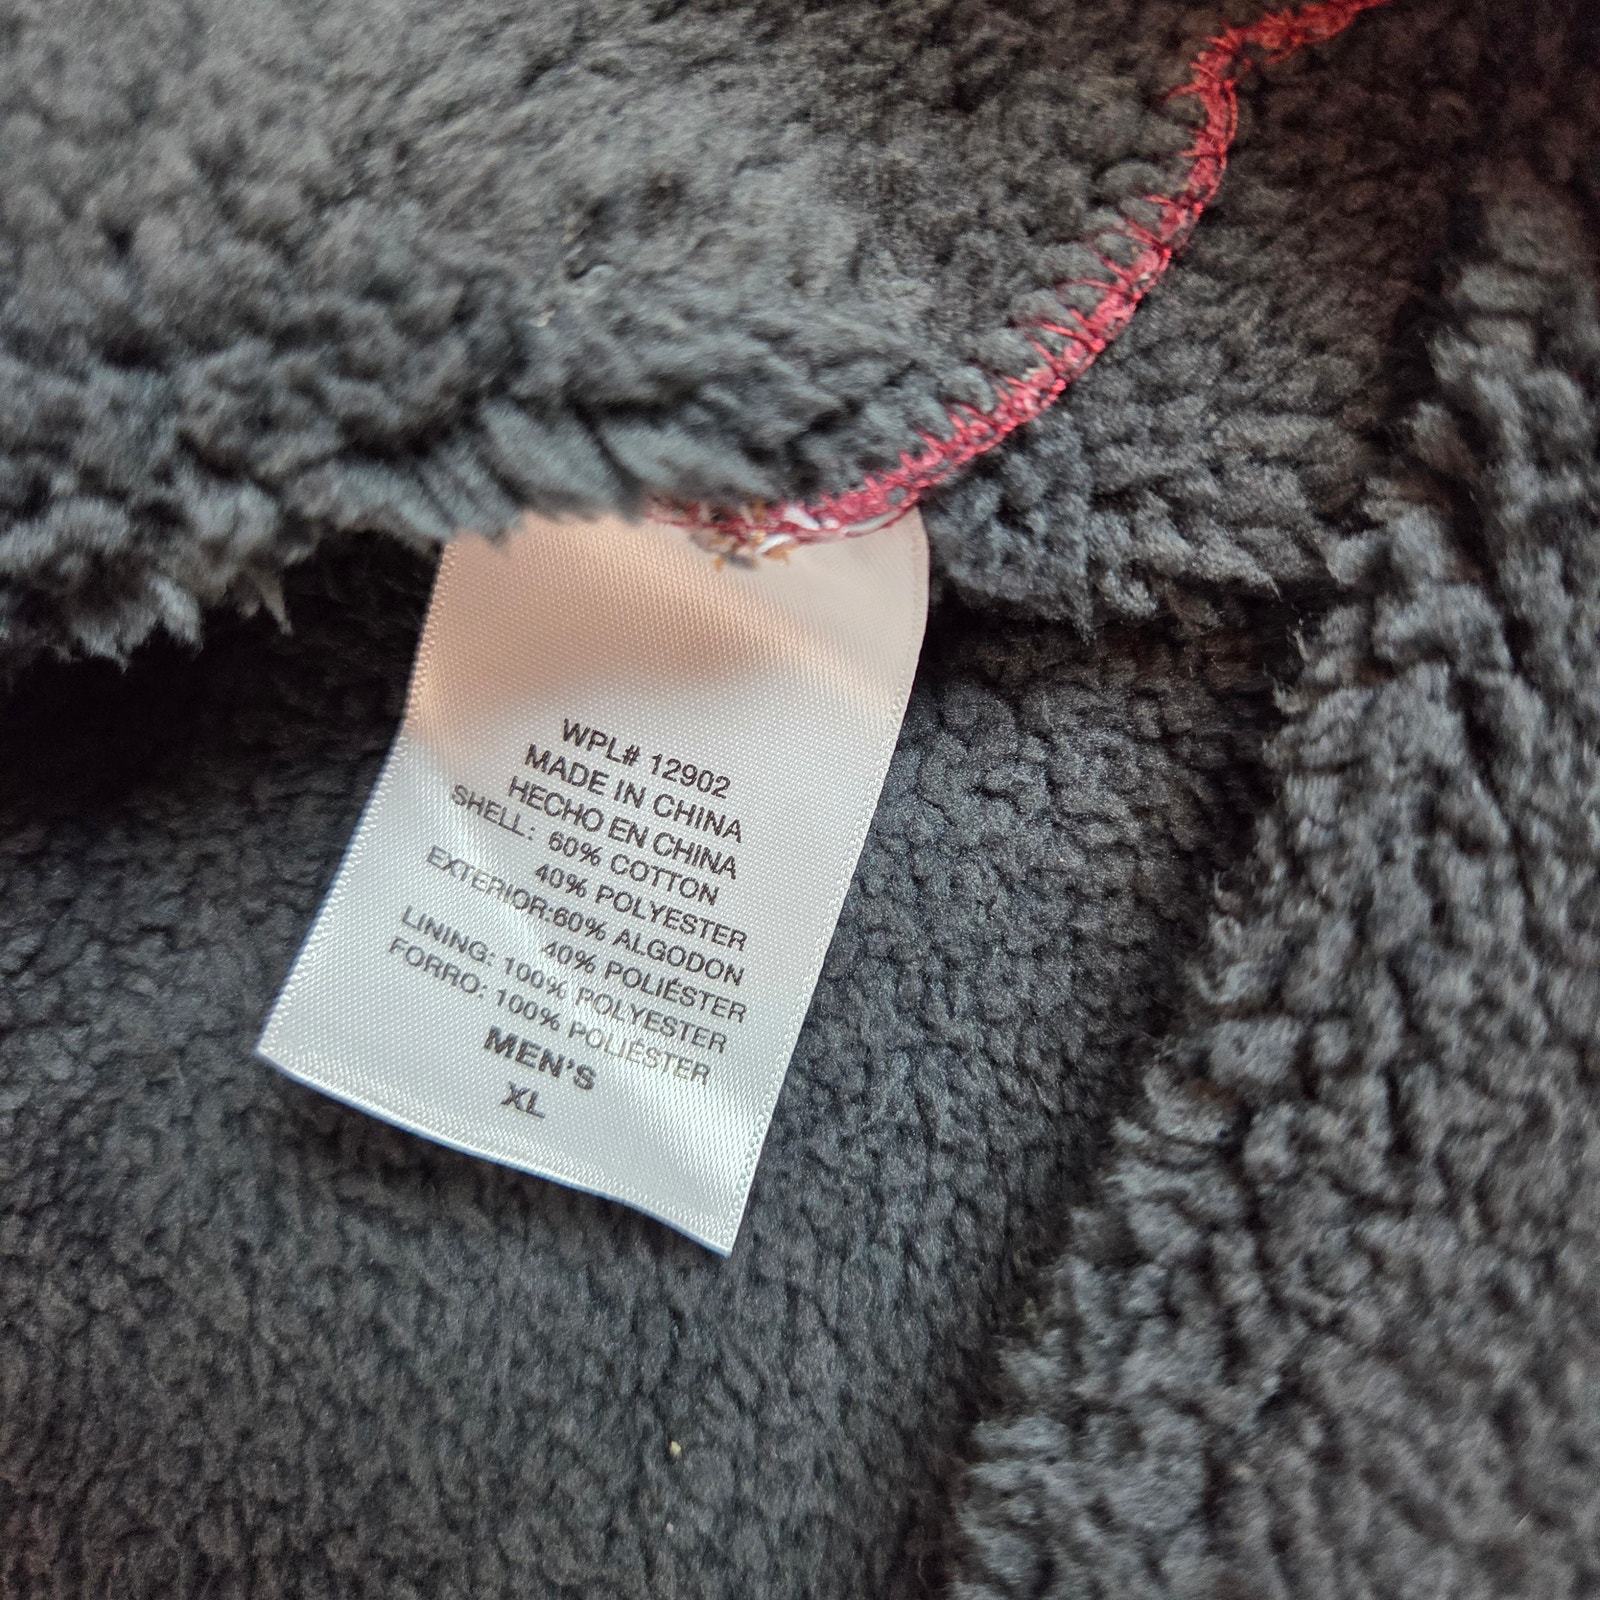 WPL# 12902
MADE IN CHINA
HECHO EN CHINA
SHELL: 60% COTTON
40% POLYESTER
EXTERIOR:60% ALGODON
40% POLIÉSTER
LINING: 100% POLYESTER
FORRO: 100% POLIÉSTER
MEN'S
XL